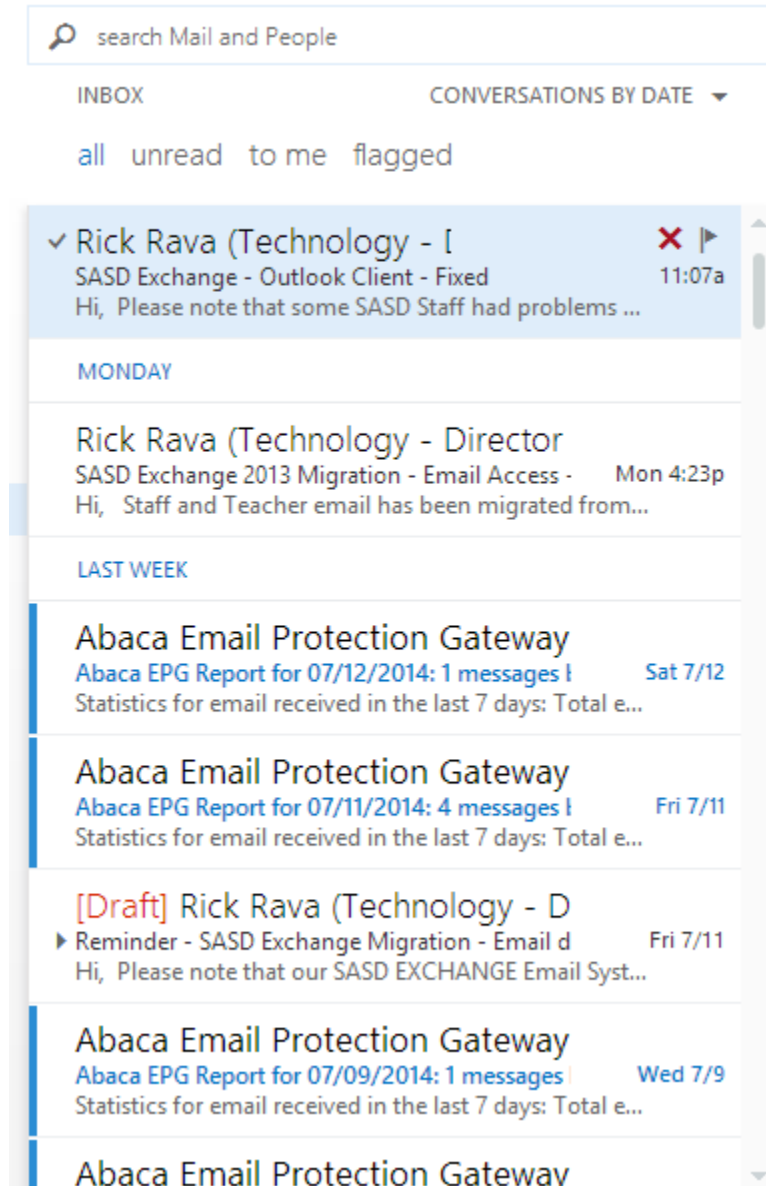 search Mail and People
INBOX CONVERSATIONS BY DATE
all unread to me flagged
Rick Rava (Technology - [
SASD Exchange - Outlook Client - Fixed 11:07a
Hi, Please note that some SASD Staff had problems ...
MONDAY
Rick Rava (Technology - Director
SASD Exchange 2013 Migration - Email Access - Mon 4:23p
Hi, Staff and Teacher email has been migrated from...
LAST WEEK
Abaca Email Protection Gateway
Abaca EPG Report for 07/12/2014: 1 messages Sat 7/12
Statistics for email received in the last 7 days: Total e...
Abaca Email Protection Gateway
Abaca EPG Report for 07/11/2014: 4 messages Fri 7/11
Statistics for email received in the last 7 days: Total e...
[Draft] Rick Rava (Technology - D
Reminder - SASD Exchange Migration - Email d Fri 7/11
Hi, Please note that our SASD EXCHANGE Email Syst...
Abaca Email Protection Gateway
Abaca EPG Report for 07/09/2014: 1 messages Wed 7/9
Statistics for email received in the last 7 days: Total e...
Abaca Email Protection Gateway